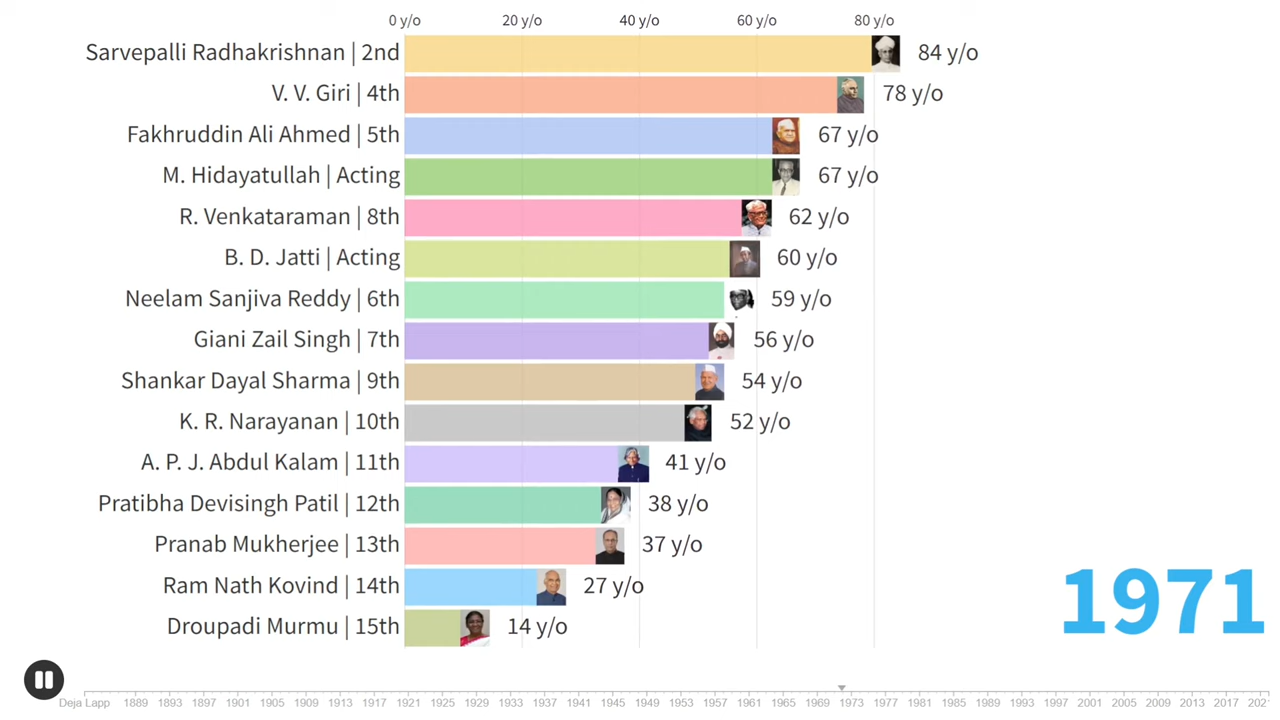 0 y/o 20 y/o 40 y/o 60 y/o 80 y/o
Sarvepalli Radhakrishnan | 2nd 84 y/o
V. V. Giri | 4th 78 y/o
Fakhruddin Ali Ahmed | 5th 67 y/o
M. Hidayatullah | Acting 67 y/o
R. Venkataraman | 8th 62 y/o
B. D. Jatti | Acting 60 y/o
Neelam Sanjiva Reddy | 6th 59 y/o
Giani Zail Singh | 7th 56 y/o
Shankar Dayal Sharma | 9th 54 y/o
K. R. Narayanan | 10th 52 y/o
A. P. J. Abdul Kalam | 11th 41 y/o
Pratibha Devisingh Patil | 12th 38 y/o
Pranab Mukherjee | 13th 37 y/o
Ram Nath Kovind | 14th 27 y/o
Droupadi Murmu | 15th 14 y/o
1971
Deja Lapp 1889 1893 1897 1901 1905 1909 1913 1917 1921 1925 1929 1933 1937 1941 1945 1949 1953 1957 1961 1965 1969 1973 1977 1981 1985 1989 1993 1997 2001 2005 2009 2013 2017 202